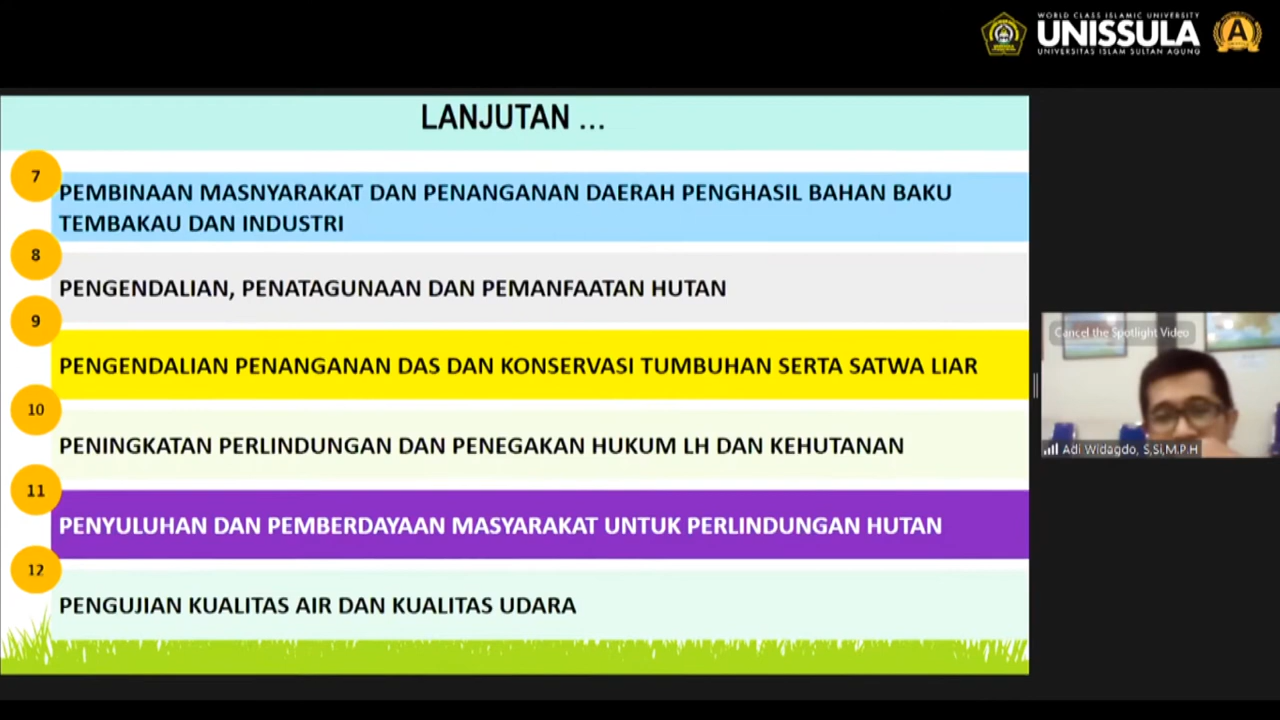 WORLD CLASS ISLAMIC UNIVERSITY
UNISSULA
UNIVERSITAS ISLAM SULTAN AGUNG
A
LANJUTAN ...
7
PEMBINAAN MASNYARAKAT DAN PENANGANAN DAERAH PENGHASIL BAHAN BAKU
TEMBAKAU DAN INDUSTRI
8
PENGENDALIAN, PENATAGUNAAN DAN PEMANFAATAN HUTAN
9
PENGENDALIAN PENANGANAN DAS DAN KONSERVASI TUMBUHAN SERTA SATWA LIAR
10
PENINGKATAN PERLINDUNGAN DAN PENEGAKAN HUKUM LH DAN KEHUTANAN
11
PENYULUHAN DAN PEMBERDAYAAN MASYARAKAT UNTUK PERLINDUNGAN HUTAN
12
PENGUJIAN KUALITAS AIR DAN KUALITAS UDARA
Cancel the Spotlight Video
Adi Widagdo, S,Si,M.P.H